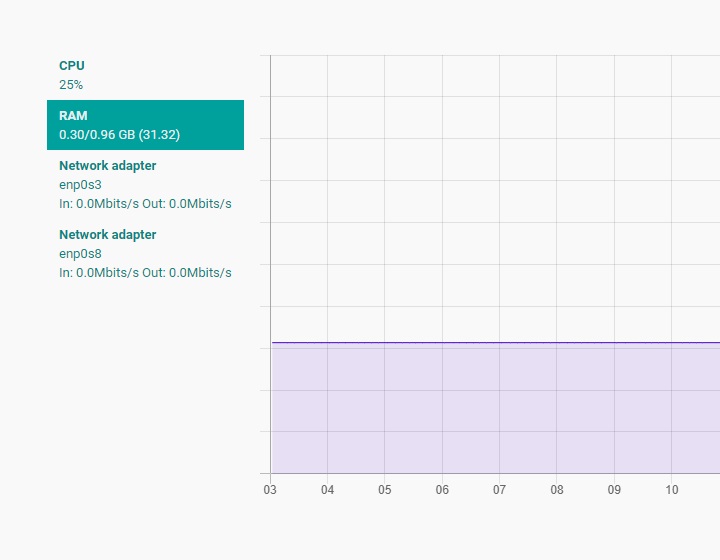 CPU
25%
RAM
0.30/0.96 GB (31.32)
Network adapter
enp0s3
In: 0.0Mbits/s Out: 0.0Mbits/s
Network adapter
enp0s8
In: 0.0Mbits/s Out: 0.0Mbits/s
03 04 05 06 07 08 09 10